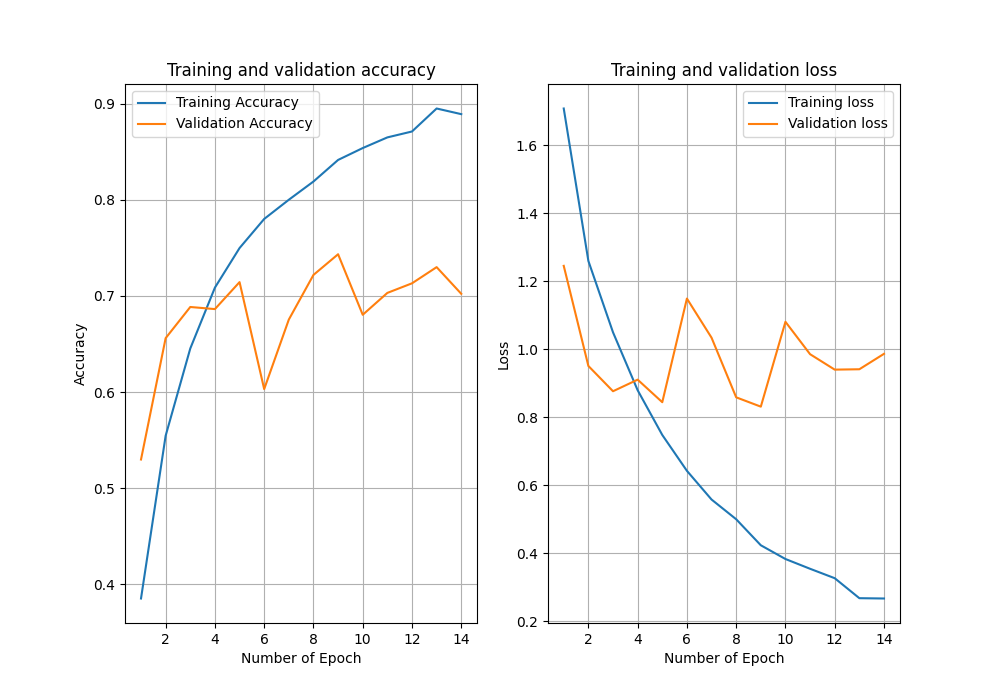 Training and validation accuracy
Training Accuracy
Validation Accuracy
0.9
0.8
0.7
0.6
0.5
0.4
Accuracy
2 4 6 8 10 12 14
Number of Epoch
Training and validation loss
Training loss
Validation loss
1.6
1.4
1.2
1.0
0.8
0.6
0.4
0.2
Loss
2 4 6 8 10 12 14
Number of Epoch